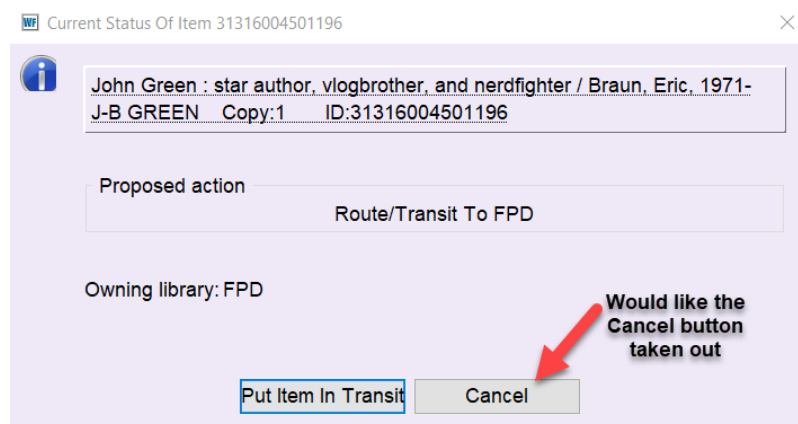 WF Current Status Of Item 31316004501196
John Green : star author, vlogbrother, and nerdfighter / Braun, Eric, 1971-
J-B GREEN Copy:1 ID:31316004501196
Proposed action
Route/Transit To FPD
Owning library: FPD
Would like the
Cancel button
taken out
Put Item In Transit Cancel